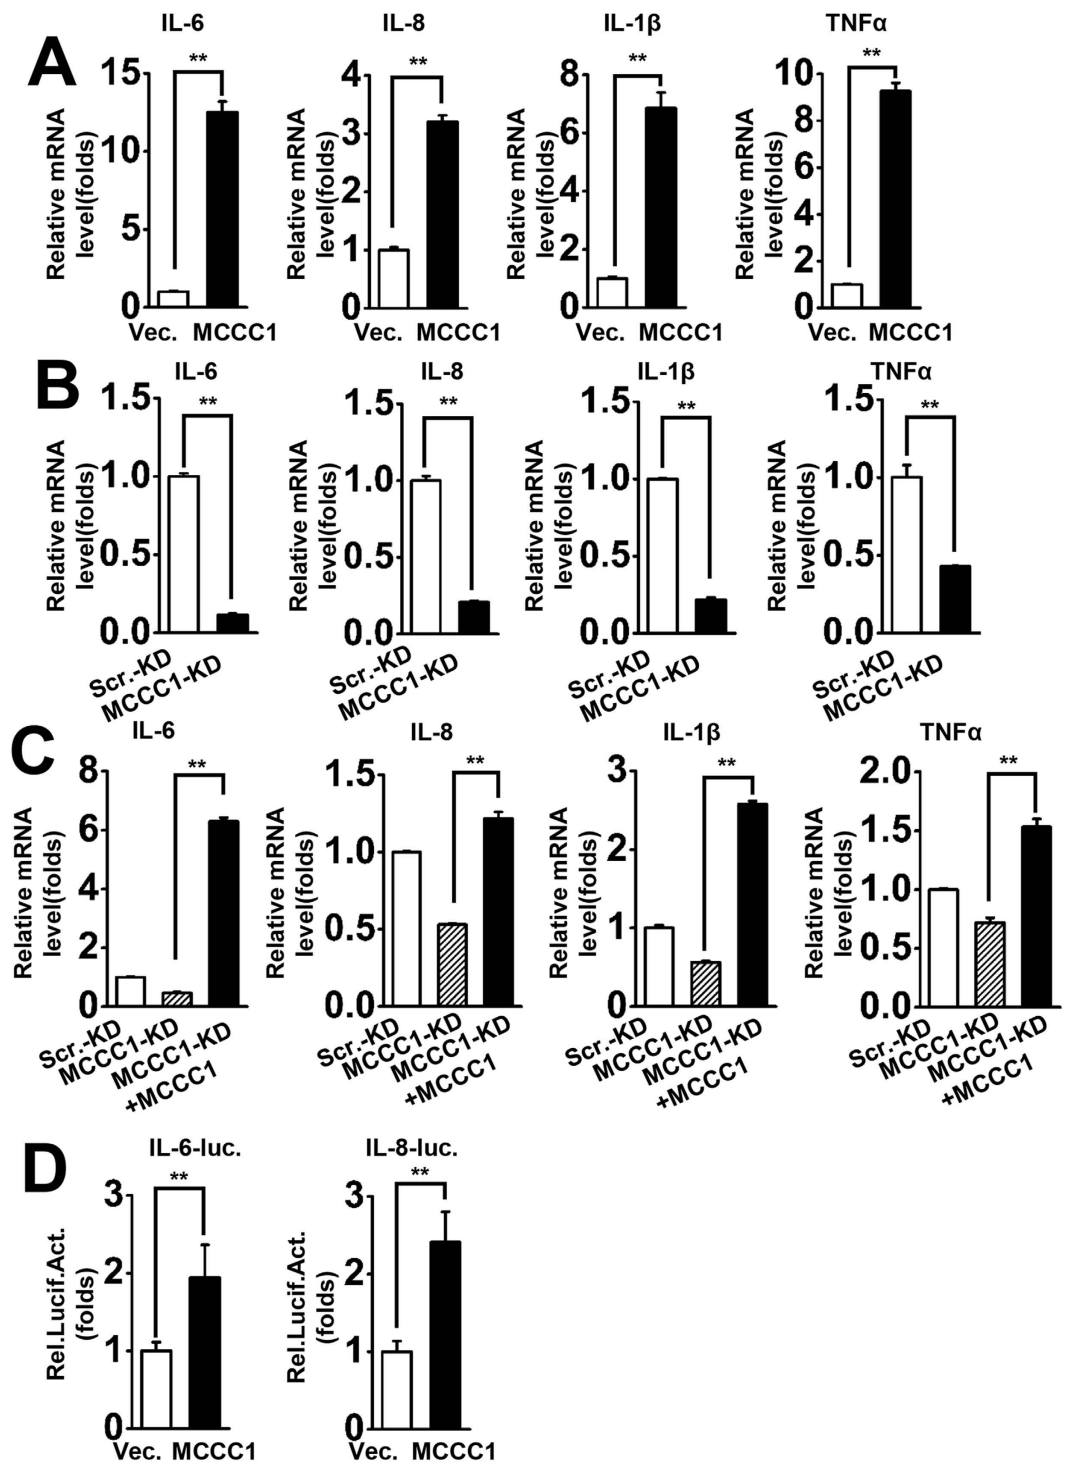 A
IL-6
**
Relative mRNA
level(folds)
15
10
5
0
Vec. MCCC1
IL-8
**
Relative mRNA
level(folds)
4
3
2
1
0
Vec. MCCC1
IL-1β
**
Relative mRNA
level(folds)
8
6
4
2
0
Vec. MCCC1
TNFα
**
Relative mRNA
level(folds)
10
8
6
4
2
0
Vec. MCCC1
B
IL-6
**
Relative mRNA
level(folds)
1.5
1.0
0.5
0.0
Scr.-KD
MCCC1-KD
IL-8
**
Relative mRNA
level(folds)
1.5
1.0
0.5
0.0
Scr.-KD
MCCC1-KD
IL-1β
**
Relative mRNA
level(folds)
1.5
1.0
0.5
0.0
Scr.-KD
MCCC1-KD
TNFα
**
Relative mRNA
level(folds)
1.5
1.0
0.5
0.0
Scr.-KD
MCCC1-KD
C
IL-6
**
Relative mRNA
level(folds)
8
6
4
2
0
Scr.-KD
MCCC1-KD
MCCC1-KD
+MCCC1
IL-8
**
Relative mRNA
level(folds)
1.5
1.0
0.5
0.0
Scr.-KD
MCCC1-KD
MCCC1-KD
+MCCC1
IL-1β
**
Relative mRNA
level(folds)
3
2
1
0
Scr.-KD
MCCC1-KD
MCCC1-KD
+MCCC1
TNFα
**
Relative mRNA
level(folds)
2.0
1.5
1.0
0.5
0.0
Scr.-KD
MCCC1-KD
MCCC1-KD
+MCCC1
D
IL-6-luc.
**
Rel.Lucif.Act.
(folds)
3
2
1
0
Vec. MCCC1
IL-8-luc.
**
Rel.Lucif.Act.
(folds)
3
2
1
0
Vec. MCCC1